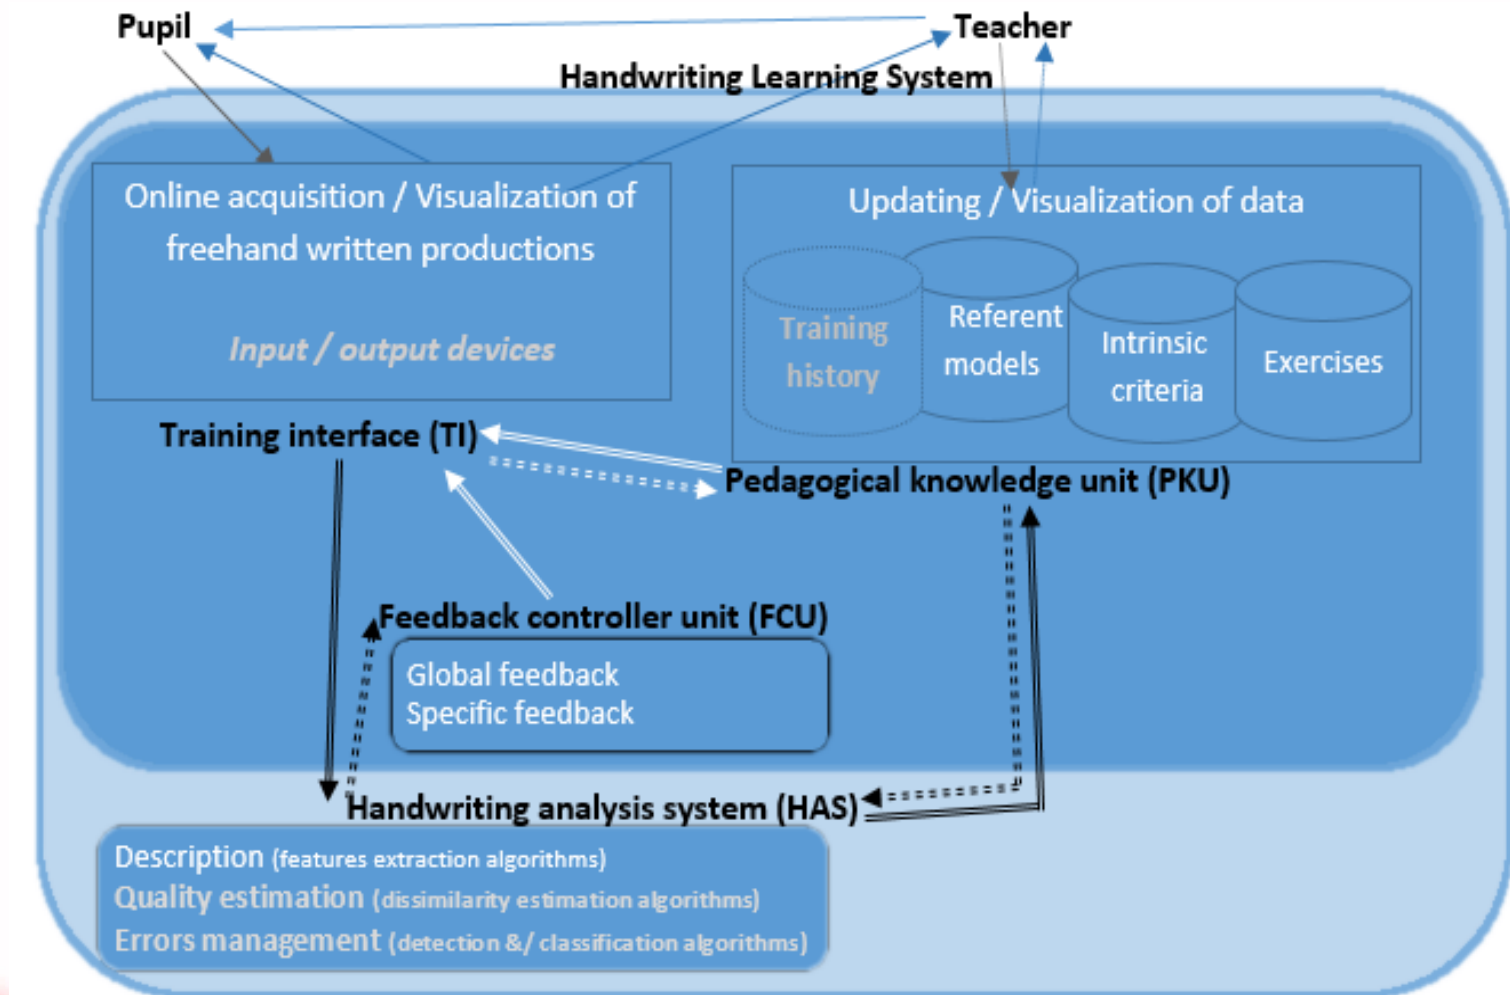 Pupil
Teacher
Handwriting Learning System
Online acquisition / Visualization of
freehand written productions
Input / output devices
Training interface (TI)
Updating / Visualization of data
Training
history
Referent
models
Intrinsic
criteria
Exercises
Pedagogical knowledge unit (PKU)
Feedback controller unit (FCU)
Global feedback
Specific feedback
Handwriting analysis system (HAS)
Description (features extraction algorithms)
Quality estimation (dissimilarity estimation algorithms)
Errors management (detection &/ classification algorithms)